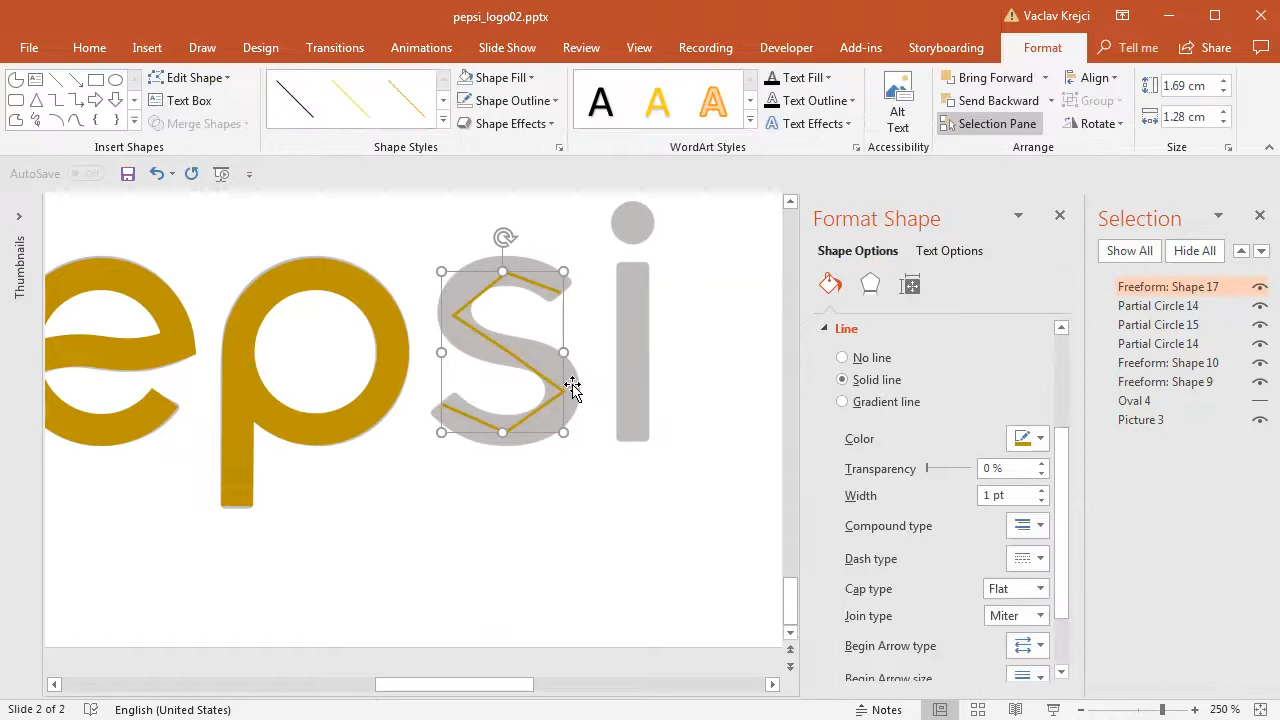 pepsi_logo02.pptx
Vaclav Krejci
File Home Insert Draw Design Transitions Animations Slide Show Review View Recording Developer Add-ins Storyboarding Format Tell me Share
Edit Shape
Text Box
Merge Shapes
Insert Shapes
Shape Fill
Shape Outline
Shape Effects
Shape Styles
A A A
Text Fill
Text Outline
Text Effects
WordArt Styles
Alt
Text
Accessibility
Bring Forward
Send Backward
Selection Pane
Align
Group
Rotate
Arrange
1.69 cm
1.28 cm
Size
AutoSave Off
Thumbnails
epsi
Format Shape
Shape Options Text Options
Line
No line
Solid line
Gradient line
Color
Transparency 0 %
Width 1 pt
Compound type
Dash type
Cap type Flat
Join type Miter
Begin Arrow type
Begin Arrow size
Selection
Show All Hide All
Freeform: Shape 17
Partial Circle 14
Partial Circle 15
Partial Circle 14
Freeform: Shape 10
Freeform: Shape 9
Oval 4
Picture 3
Slide 2 of 2 English (United States) Notes 250 %